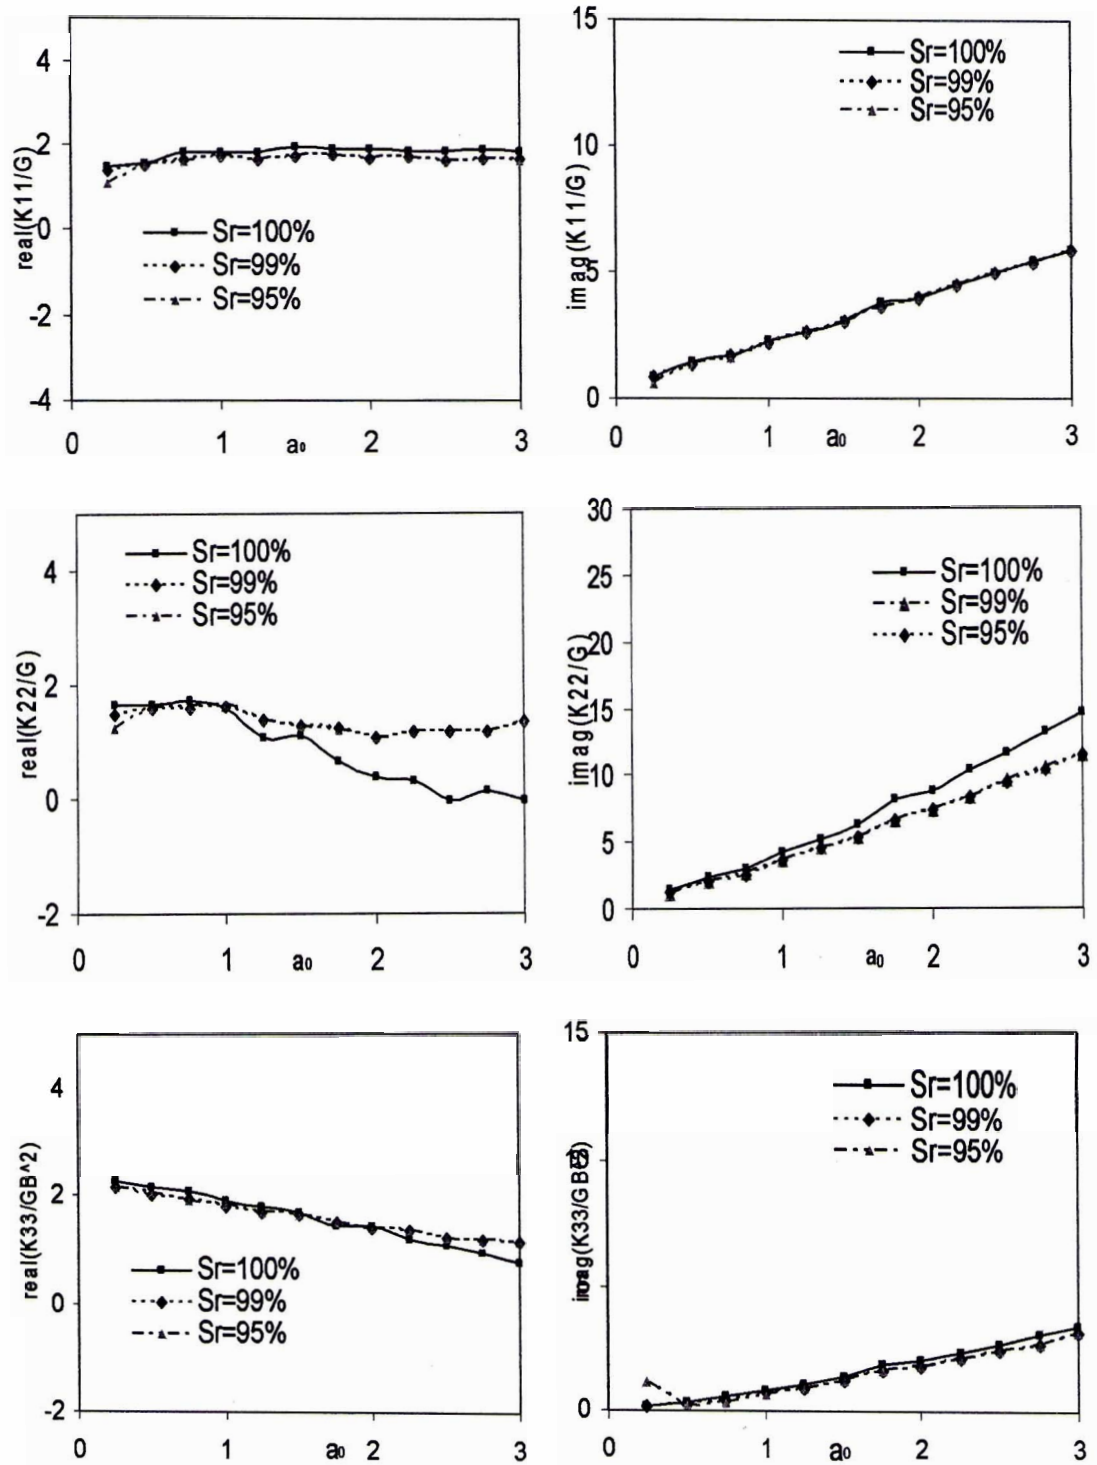 4
2
0
-2
-4
real(K11/G)
Sr=100%
Sr=99%
Sr=95%
0 1 a₀ 2 3
15
10
5
0
imag(K11/G)
Sr=100%
Sr=99%
Sr=95%
0 1 a₀ 2 3
4
2
0
-2
real(K22/G)
Sr=100%
Sr=99%
Sr=95%
0 1 a₀ 2 3
30
25
20
15
10
5
0
imag(K22/G)
Sr=100%
Sr=99%
Sr=95%
0 1 a₀ 2 3
4
2
0
-2
real(K33/GB^2)
Sr=100%
Sr=99%
Sr=95%
0 1 a₀ 2 3
15
0
Sr=100%
Sr=99%
Sr=95%
0 1 a₀ 2 3